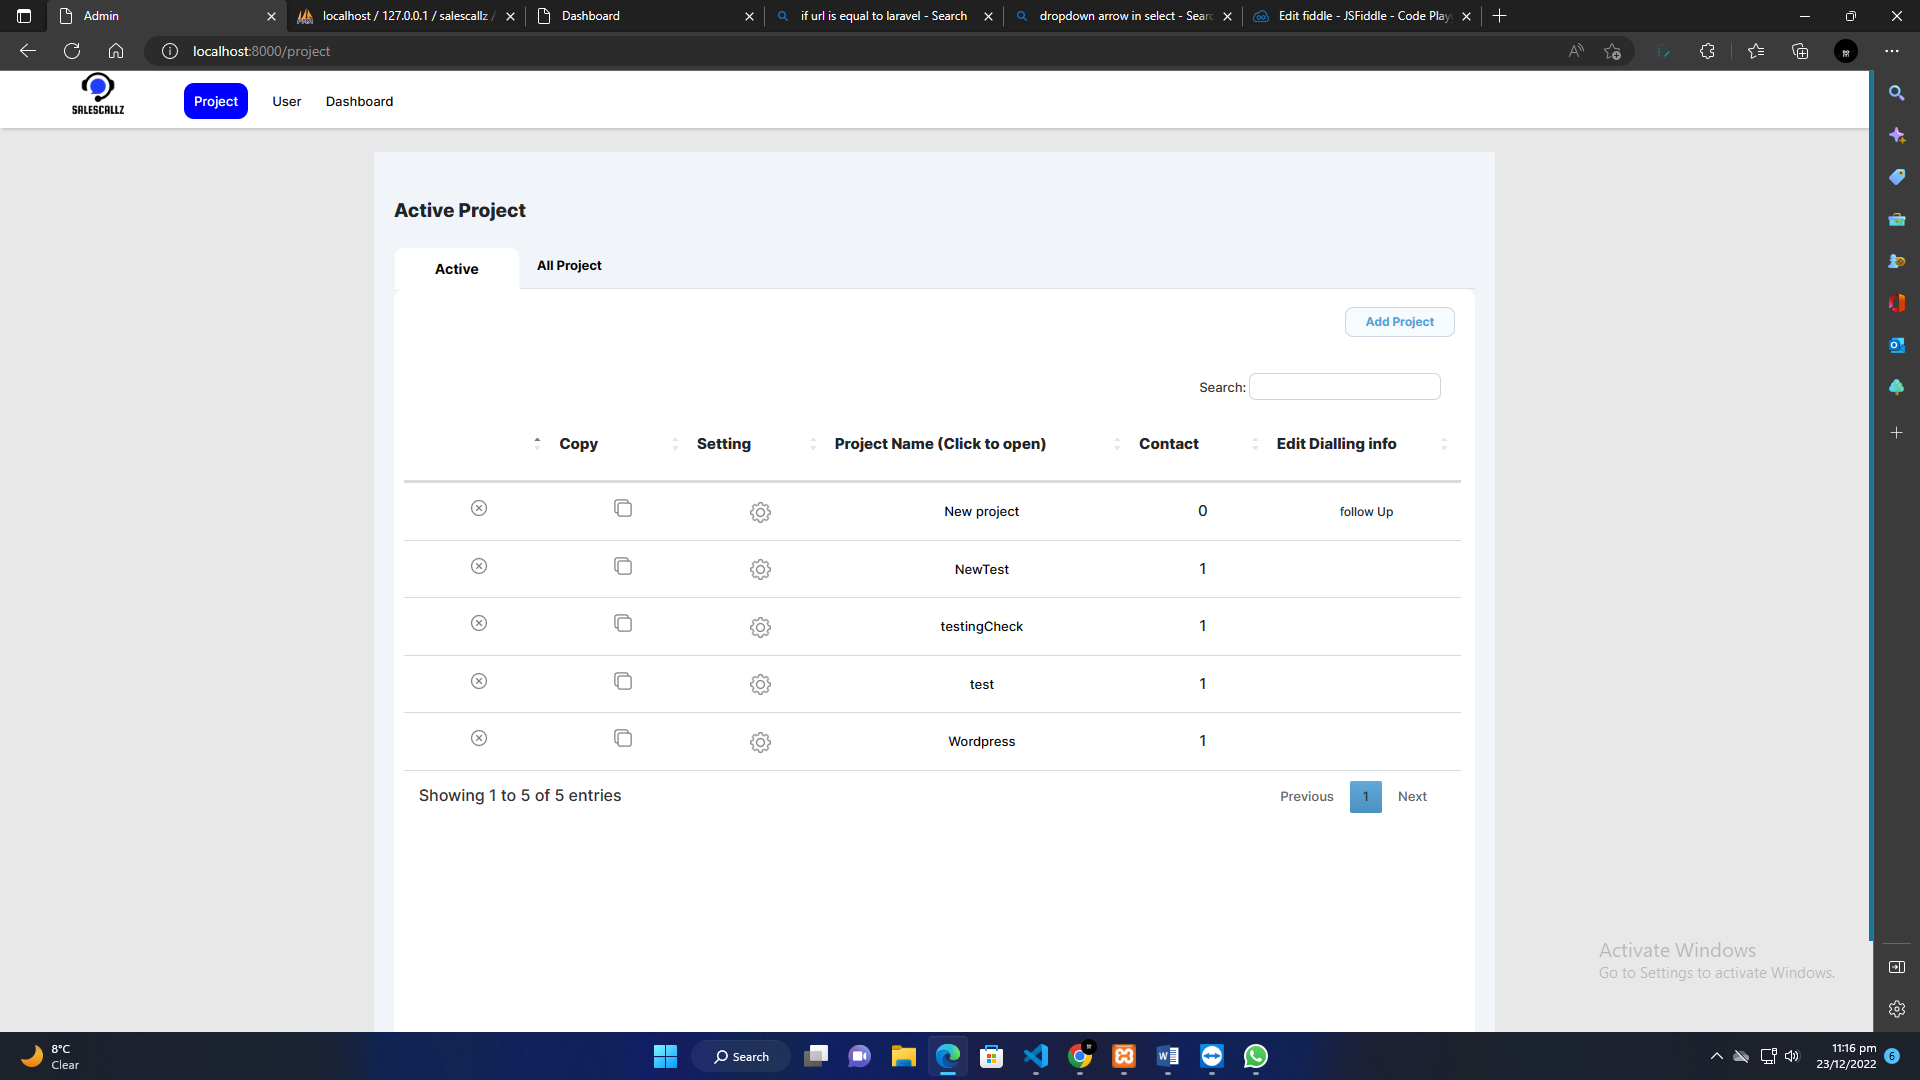 Admin
localhost / 127.0.0.1 / salescallz /
Dashboard
if url is equal to laravel - Search
dropdown arrow in select - Sear
Edit fiddle - JSFiddle - Code Play
localhost:8000/project
SALESCALLZ
Project
User
Dashboard
Active Project
Active
All Project
Add Project
Search:
Copy
Setting
Project Name (Click to open)
Contact
Edit Dialling info
New project
0
follow Up
NewTest
1
testingCheck
1
test
1
Wordpress
1
Showing 1 to 5 of 5 entries
Previous
1
Next
Activate Windows
Go to Settings to activate Windows.
8°C
Clear
Search
11:16 pm
23/12/2022
6